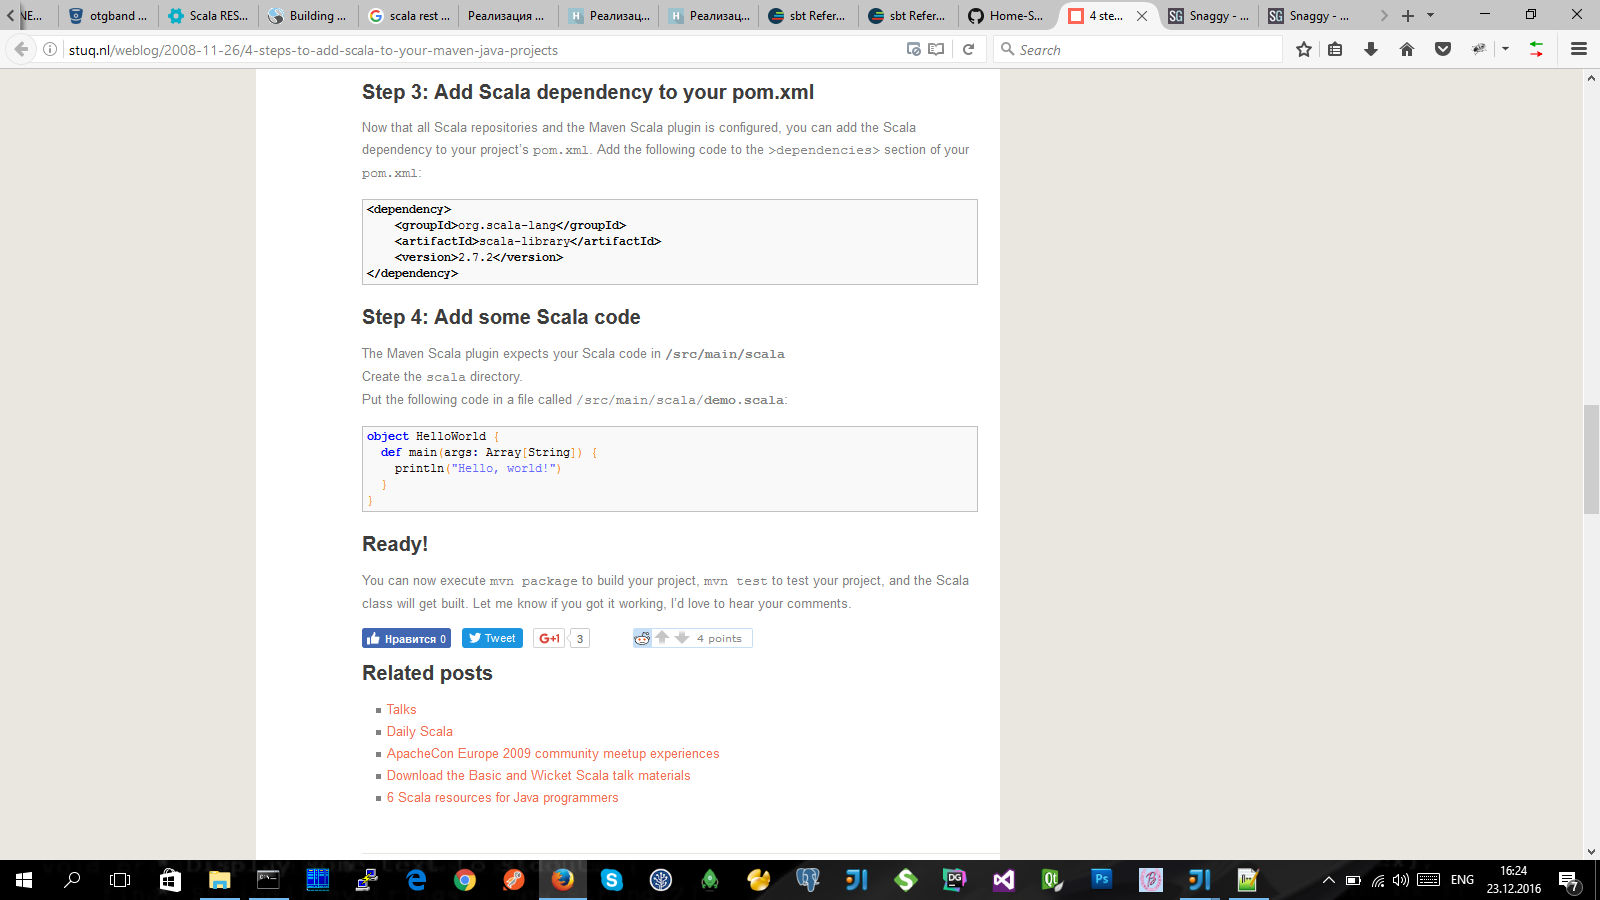 NE...
otgband ...
Scala RES...
Building ...
scala rest ...
Реализация ...
Реализац...
Реализац...
sbt Refer...
sbt Refer...
Home-S...
4 ste...
Snaggy - ...
Snaggy - ...
stuq.nl/weblog/2008-11-26/4-steps-to-add-scala-to-your-maven-java-projects
Search
Step 3: Add Scala dependency to your pom.xml
Now that all Scala repositories and the Maven Scala plugin is configured, you can add the Scala
dependency to your project's pom.xml. Add the following code to the >dependencies> section of your
pom.xml:
<dependency>
    <groupId>org.scala-lang</groupId>
    <artifactId>scala-library</artifactId>
    <version>2.7.2</version>
</dependency>
Step 4: Add some Scala code
The Maven Scala plugin expects your Scala code in /src/main/scala
Create the scala directory.
Put the following code in a file called /src/main/scala/demo.scala:
object HelloWorld {
  def main(args: Array[String]) {
    println("Hello, world!")
  }
}
Ready!
You can now execute mvn package to build your project, mvn test to test your project, and the Scala
class will get built. Let me know if you got it working, I'd love to hear your comments.
Нравится 0
Tweet
G+1
3
4 points
Related posts
Talks
Daily Scala
ApacheCon Europe 2009 community meetup experiences
Download the Basic and Wicket Scala talk materials
6 Scala resources for Java programmers
ENG
16:24
23.12.2016
7